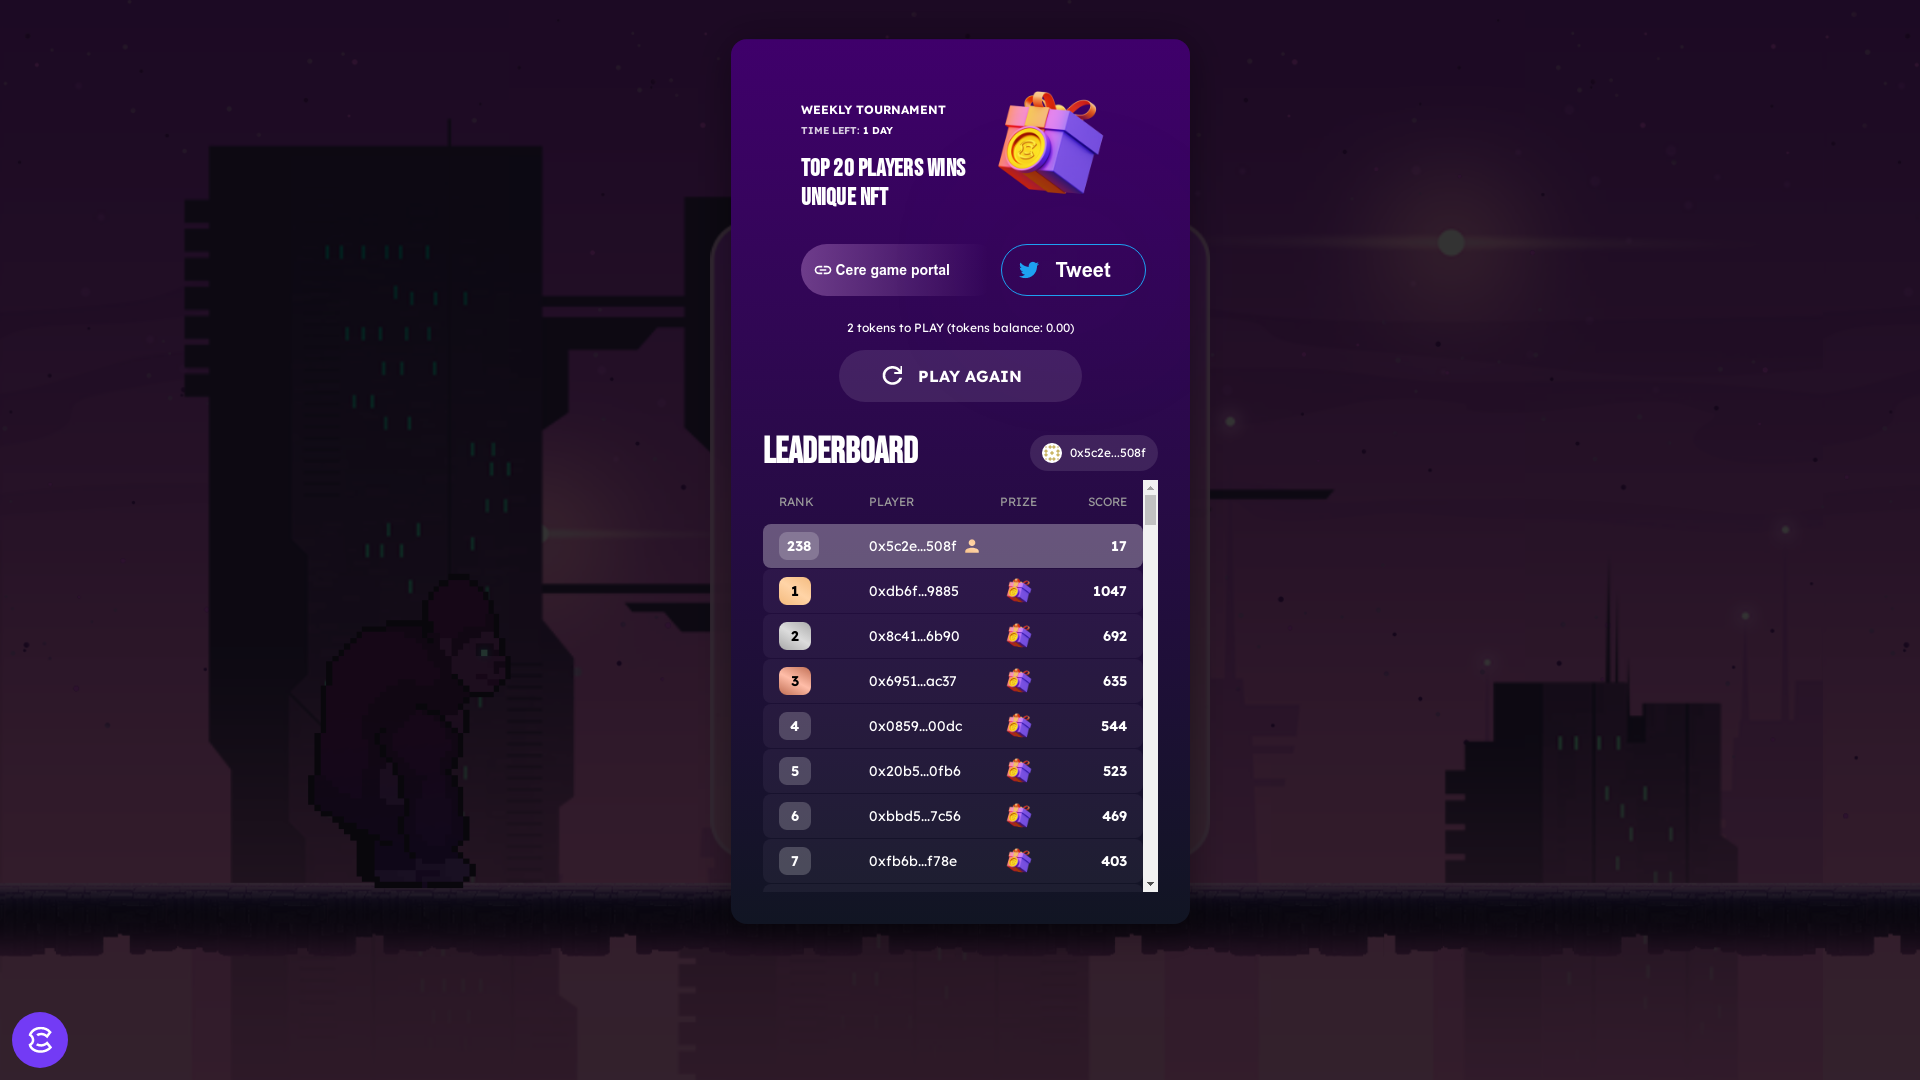 WEEKLY TOURNAMENT
TIME LEFT: 1 DAY
TOP 20 PLAYERS WINS
UNIQUE NFT
Cere game portal
Tweet
2 tokens to PLAY (tokens balance: 0.00)
PLAY AGAIN
LEADERBOARD
0x5c2e...508f
RANK PLAYER PRIZE SCORE
238 0x5c2e...508f 17
1 0xdb6f...9885 1047
2 0x8c41...6b90 692
3 0x6951...ac37 635
4 0x0859...00dc 544
5 0x20b5...0fb6 523
6 0xbbd5...7c56 469
7 0xfb6b...f78e 403